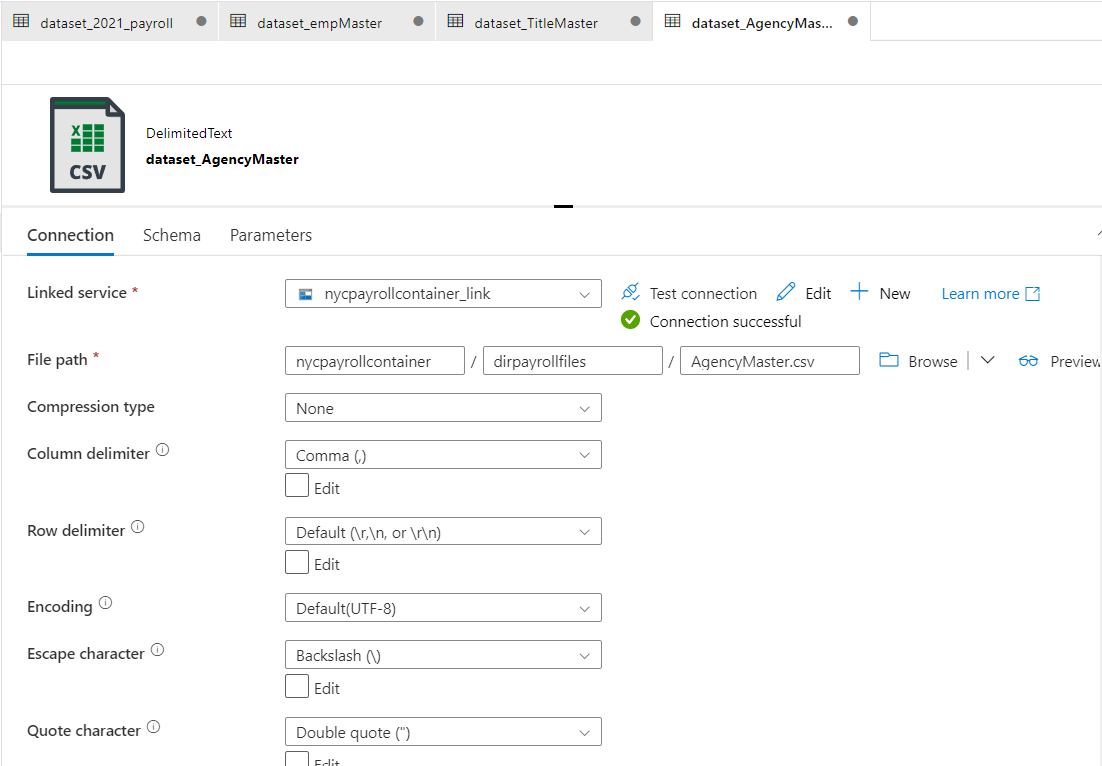 dataset_2021_payroll dataset_empMaster dataset_TitleMaster dataset_AgencyMas...
CSV
DelimitedText
dataset_AgencyMaster
Connection Schema Parameters
Linked service * nycpayrollcontainer_link Test connection Edit New Learn more
Connection successful
File path * nycpayrollcontainer / dirpayrollfiles / AgencyMaster.csv Browse Preview
Compression type None
Column delimiter Comma (,)
Edit
Row delimiter Default (\r,\n, or \r\n)
Edit
Encoding Default(UTF-8)
Escape character Backslash (\)
Edit
Quote character Double quote (")
Edit